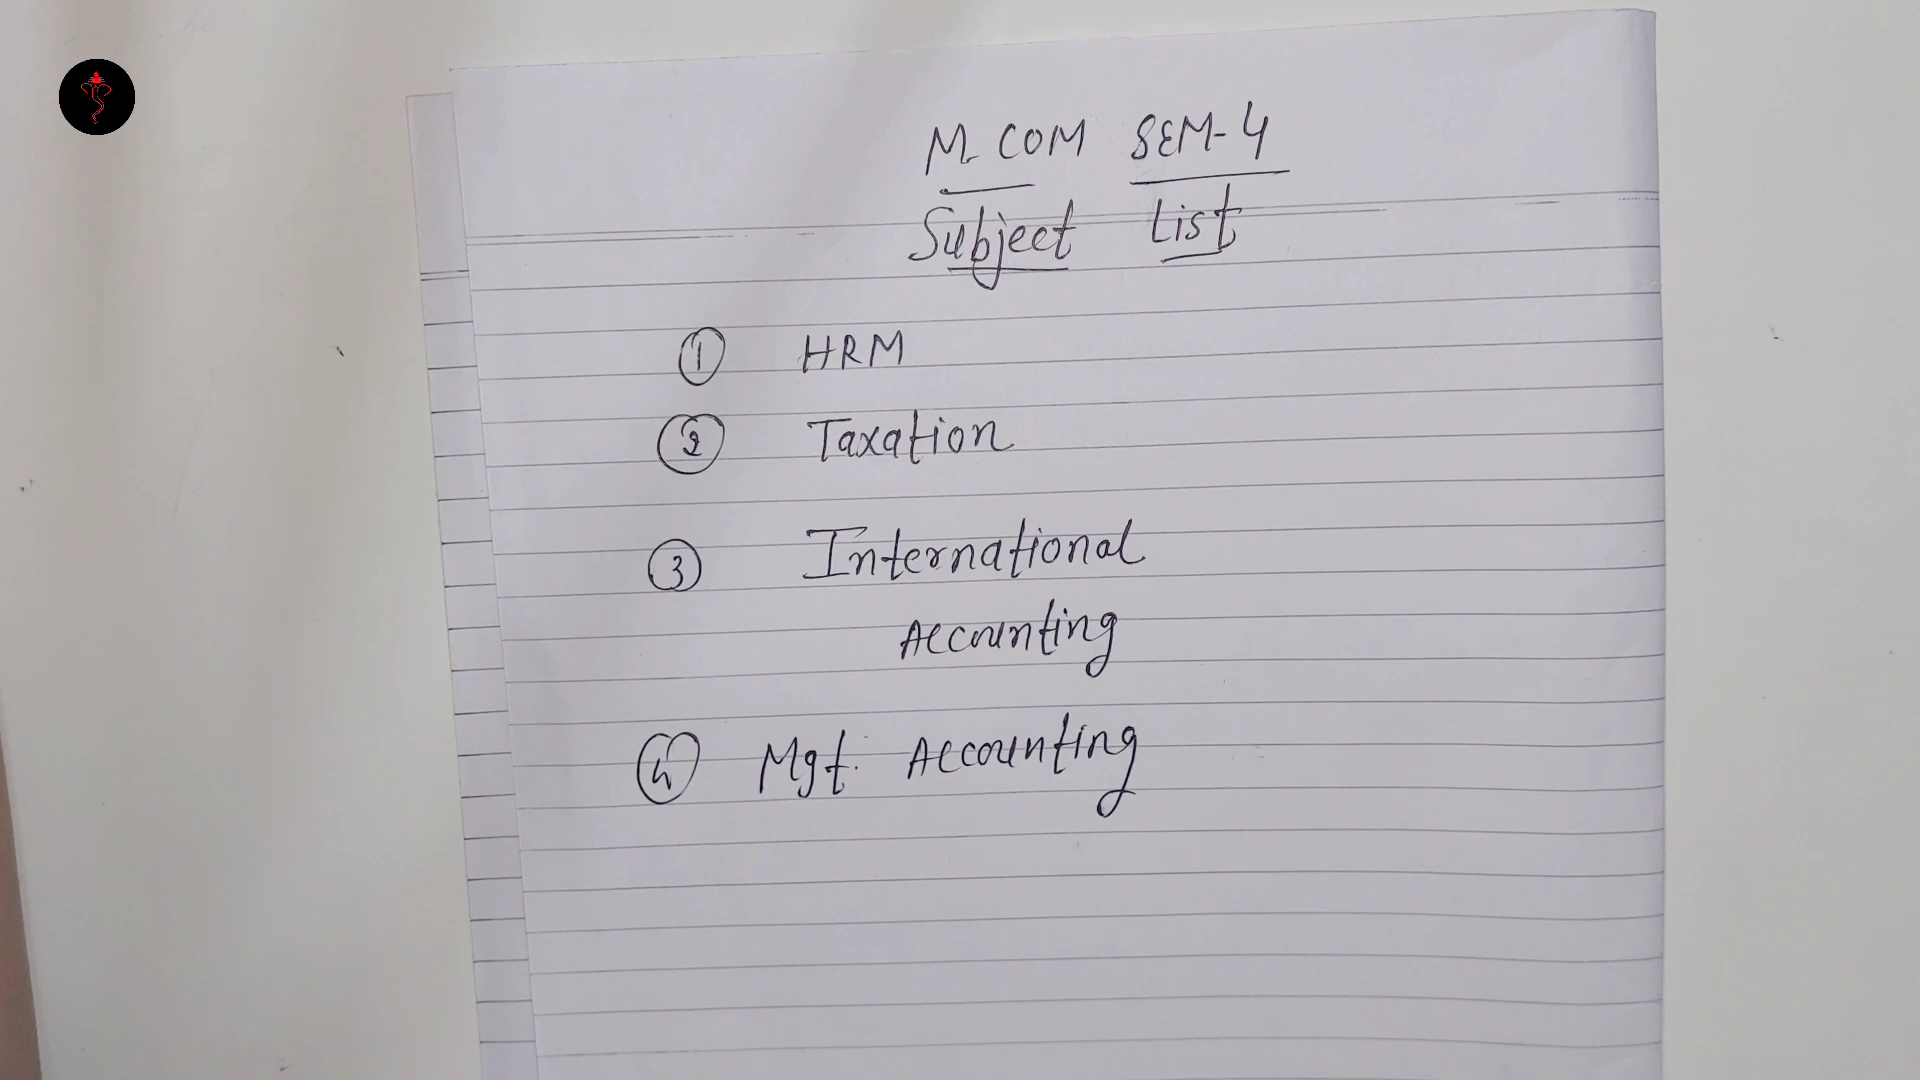 M. COM SEM-4
Subject List
1 HRM
2 Taxation
3 International
Accounting
4 Mgt. Accounting